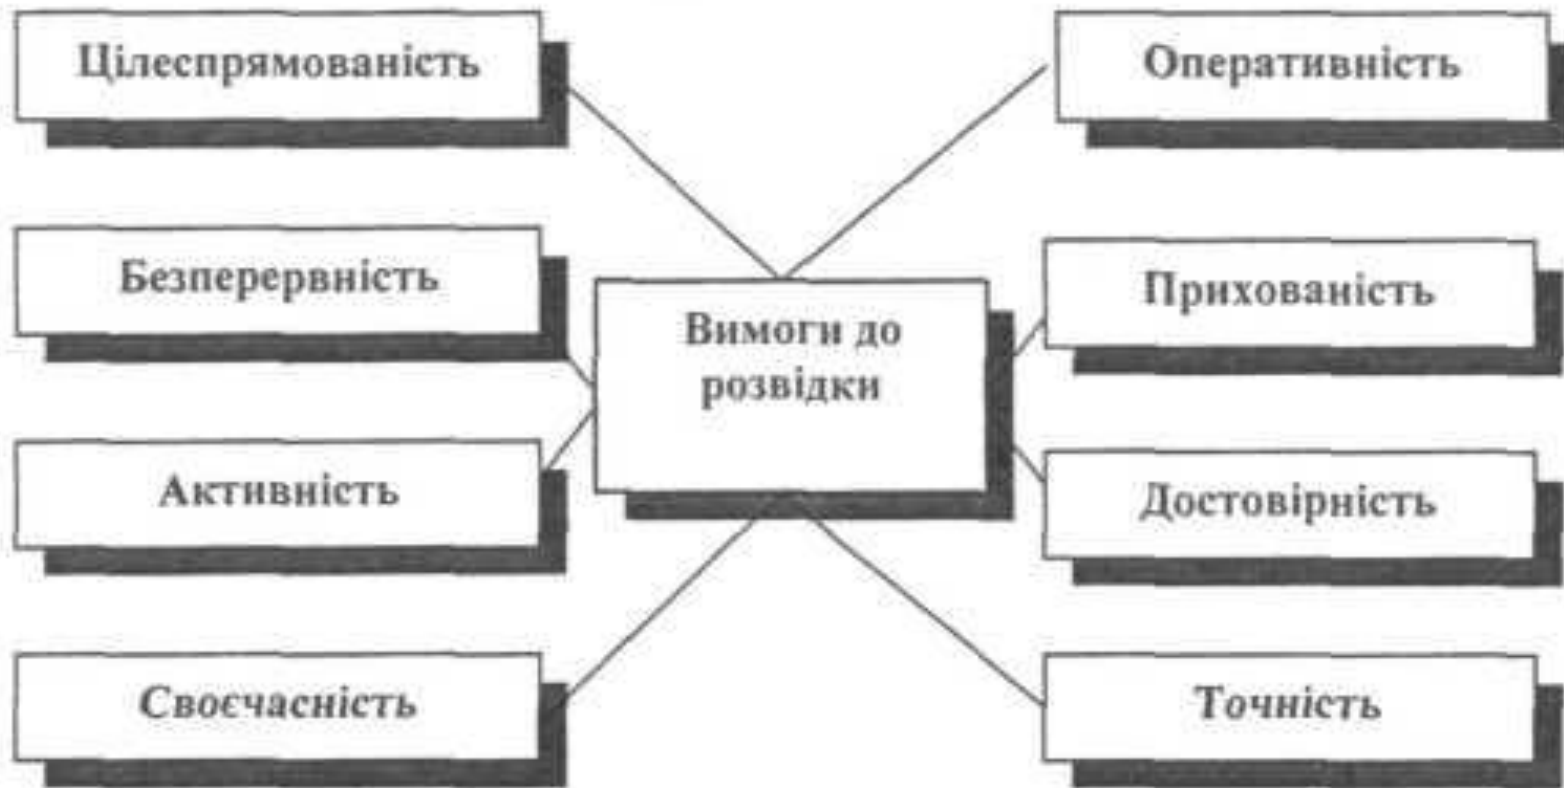 Цілеспрямованість
Оперативність
Безперервність
Прихованість
Вимоги до
розвідки
Активність
Достовірність
Своєчасність
Точність